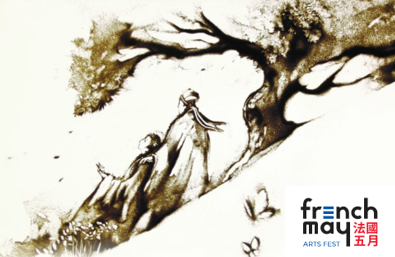 french
may 法國
五月
ARTS FEST